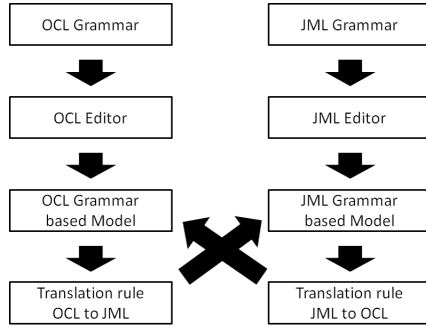 OCL Grammar
JML Grammar
OCL Editor
JML Editor
OCL Grammar
based Model
JML Grammar
based Model
Translation rule
OCL to JML
Translation rule
JML to OCL